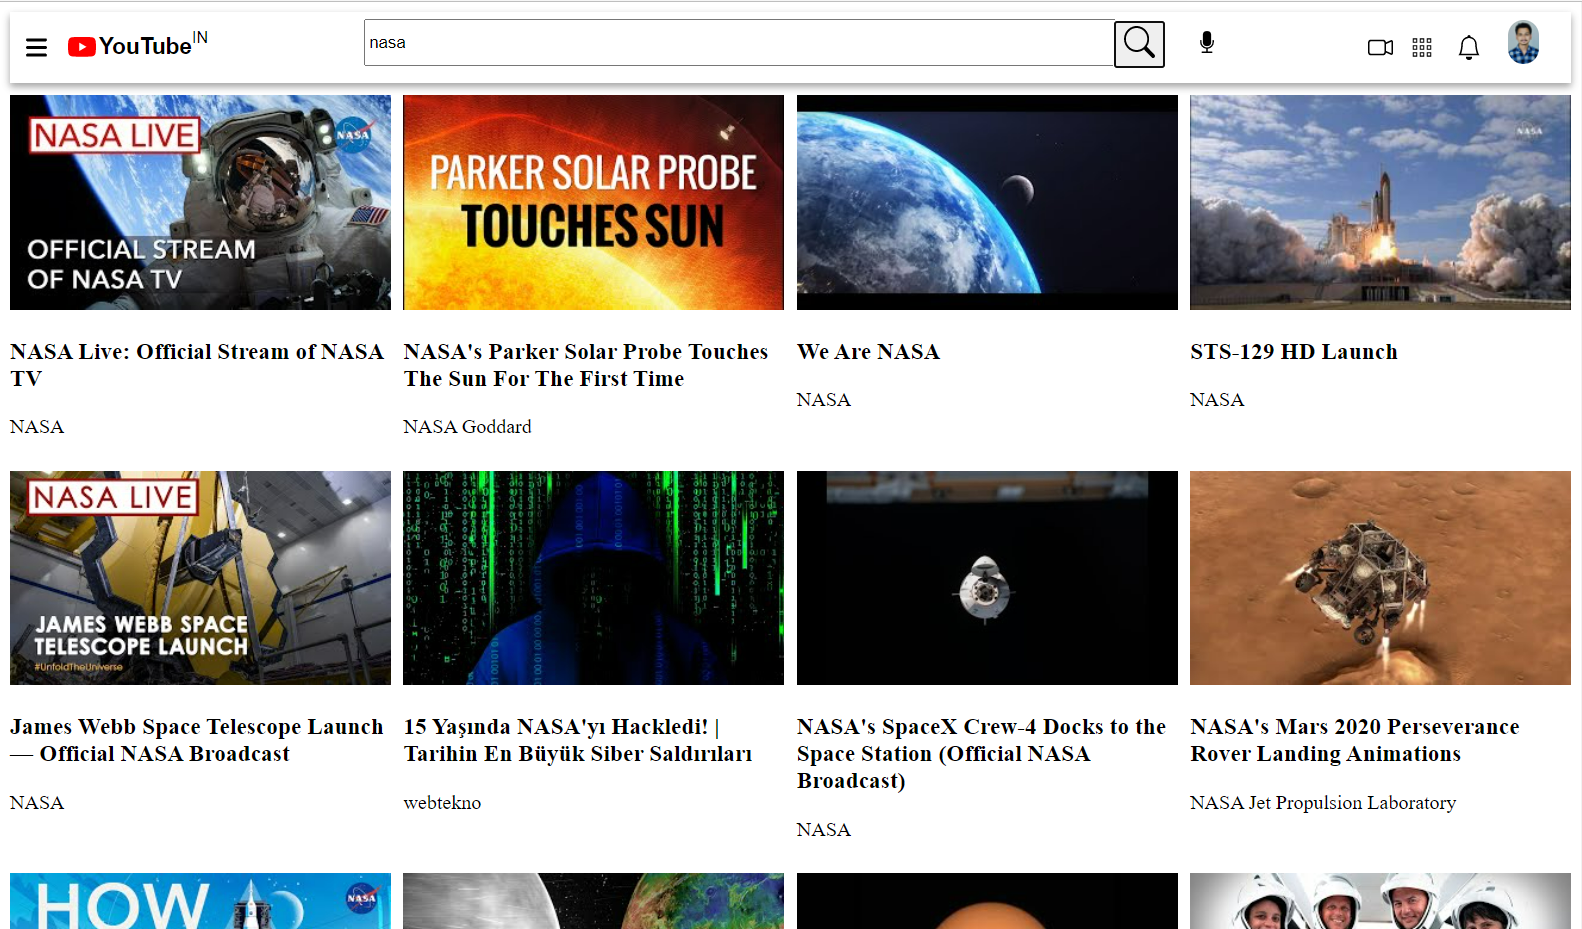 YouTube IN
nasa
NASA LIVE
NASA
OFFICIAL STREAM
OF NASA TV
PARKER SOLAR PROBE
TOUCHES SUN
NASA
NASA Live: Official Stream of NASA
TV
NASA
NASA's Parker Solar Probe Touches
The Sun For The First Time
NASA Goddard
We Are NASA
NASA
STS-129 HD Launch
NASA
NASA LIVE
JAMES WEBB SPACE
TELESCOPE LAUNCH
#UnfoldTheUniverse
James Webb Space Telescope Launch
— Official NASA Broadcast
NASA
15 Yaşında NASA'yı Hackledi! |
Tarihin En Büyük Siber Saldırıları
webtekno
NASA's SpaceX Crew-4 Docks to the
Space Station (Official NASA
Broadcast)
NASA
NASA's Mars 2020 Perseverance
Rover Landing Animations
NASA Jet Propulsion Laboratory
HOW
NASA